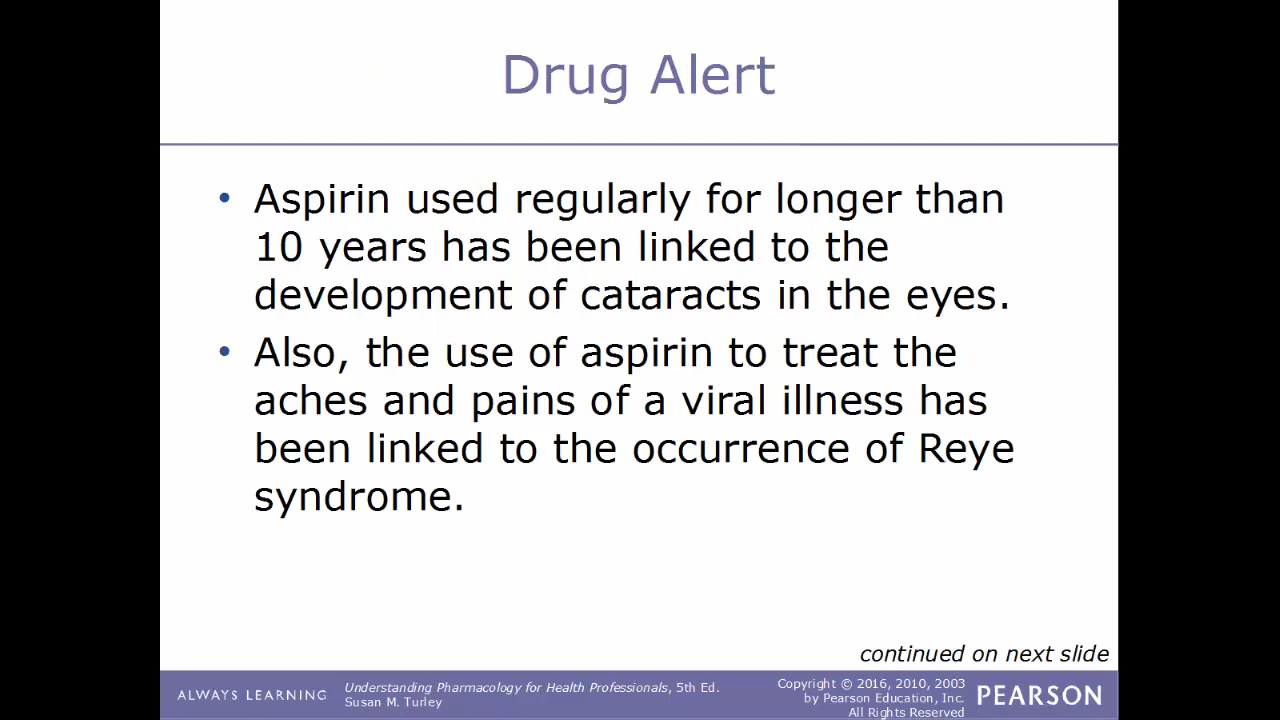 Drug Alert
• Aspirin used regularly for longer than
10 years has been linked to the
development of cataracts in the eyes.
• Also, the use of aspirin to treat the
aches and pains of a viral illness has
been linked to the occurrence of Reye
syndrome.
continued on next slide
ALWAYS LEARNING
Understanding Pharmacology for Health Professionals, 5th Ed.
Susan M. Turley
Copyright © 2016, 2010, 2003
by Pearson Education, Inc.
All Rights Reserved
PEARSON